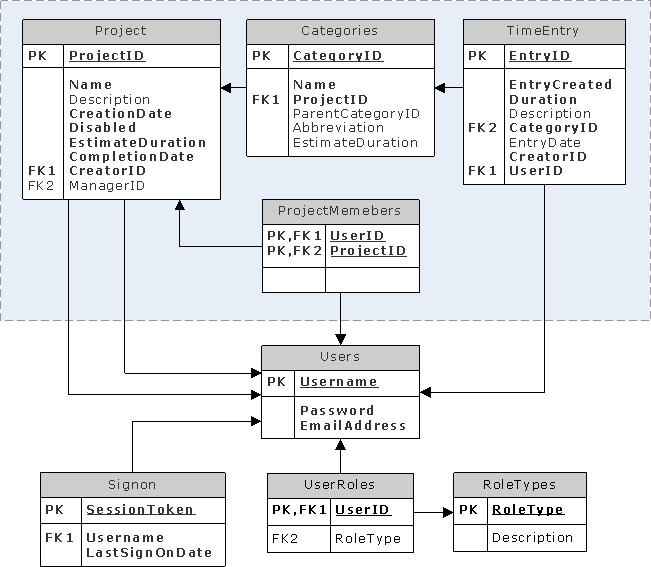 Project
PK ProjectID
Name
Description
CreationDate
Disabled
EstimateDuration
CompletionDate
FK1 CreatorID
FK2 ManagerID
Categories
PK CategoryID
Name
FK1 ProjectID
ParentCategoryID
Abbreviation
EstimateDuration
TimeEntry
PK EntryID
EntryCreated
Duration
Description
FK2 CategoryID
EntryDate
CreatorID
FK1 UserID
ProjectMemebers
PK,FK1 UserID
PK,FK2 ProjectID
Users
PK Username
Password
EmailAddress
Signon
PK SessionToken
FK1 Username
LastSignOnDate
UserRoles
PK,FK1 UserID
FK2 RoleType
RoleTypes
PK RoleType
Description